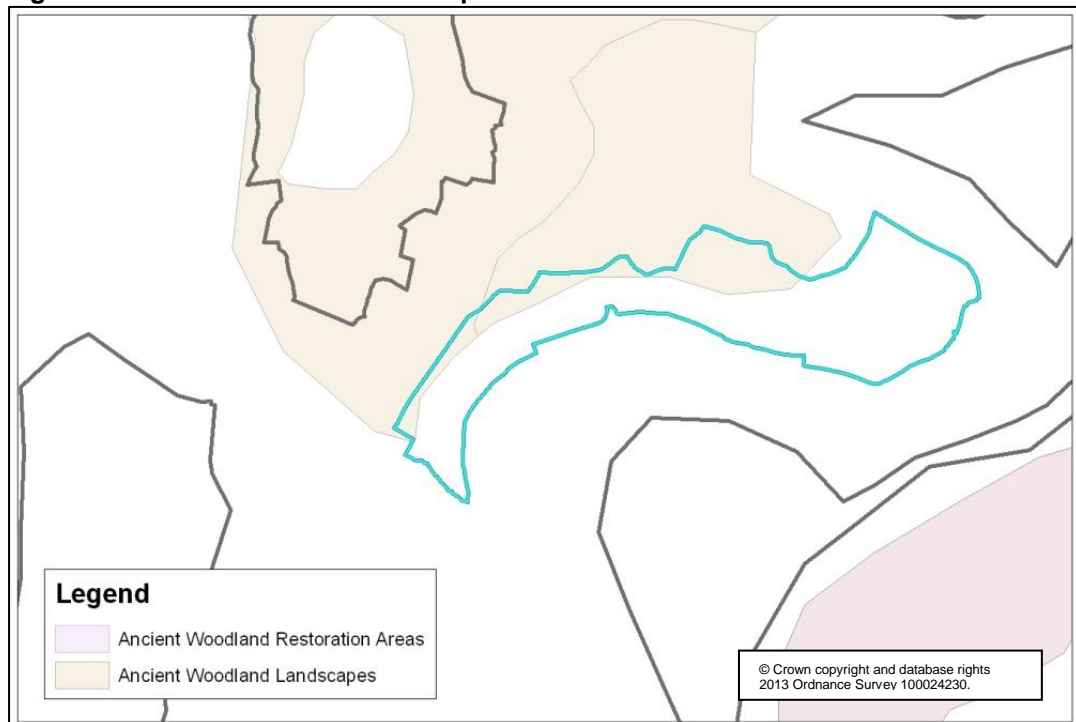 Legend
Ancient Woodland Restoration Areas
Ancient Woodland Landscapes
© Crown copyright and database rights
2013 Ordnance Survey 100024230.